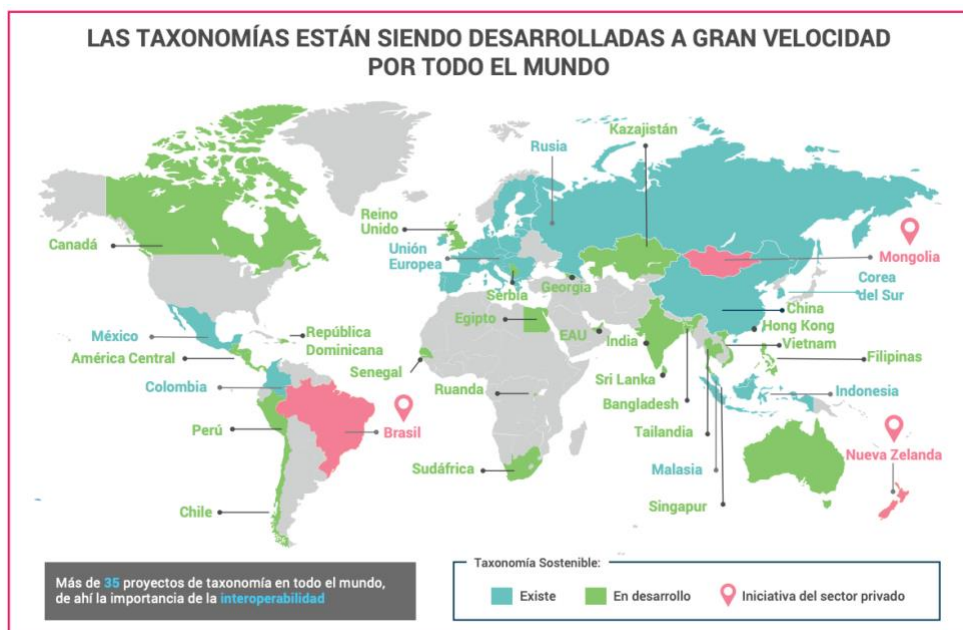 LAS TAXONOMÍAS ESTÁN SIENDO DESARROLLADAS A GRAN VELOCIDAD
POR TODO EL MUNDO
Kazajistán
Rusia
Reino
Unido
Canadá
Unión
Europea
Mongolia
Serbia
Georgia
Corea
del Sur
China
México
República
Dominicana
Egipto
EAU
India
Hong Kong
Vietnam
América Central
Senegal
Filipinas
Colombia
Ruanda
Sri Lanka
Indonesia
Bangladesh
Perú
Brasil
Tailandia
Nueva Zelanda
Sudáfrica
Malasia
Chile
Singapur
Más de 35 proyectos de taxonomía en todo el mundo,
de ahí la importancia de la interoperabilidad
Taxonomía Sostenible:
Existe
En desarrollo
Iniciativa del sector privado